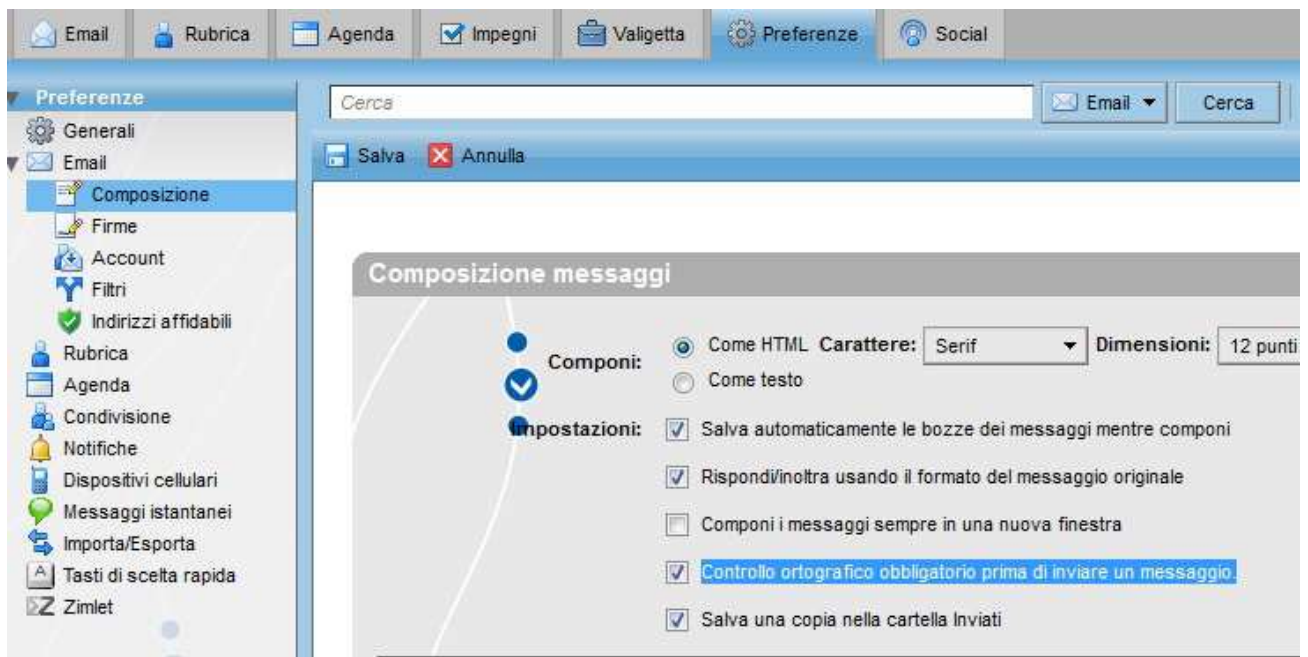 Email Rubrica Agenda Impegni Valigetta Preferenze Social
Preferenze
Generali
Email
Composizione
Firme
Account
Filtri
Indirizzi affidabili
Rubrica
Agenda
Condivisione
Notifiche
Dispositivi cellulari
Messaggi istantanei
Importa/Esporta
A Tasti di scelta rapida
Z Zimlet
Cerca Email Cerca
Salva Annulla
Composizione messaggi
Componi: Come HTML Carattere: Serif Dimensioni: 12 punti
Come testo
Impostazioni: Salva automaticamente le bozze dei messaggi mentre componi
Rispondi/inoltra usando il formato del messaggio originale
Componi i messaggi sempre in una nuova finestra
Controllo ortografico obbligatorio prima di inviare un messaggio.
Salva una copia nella cartella Inviati